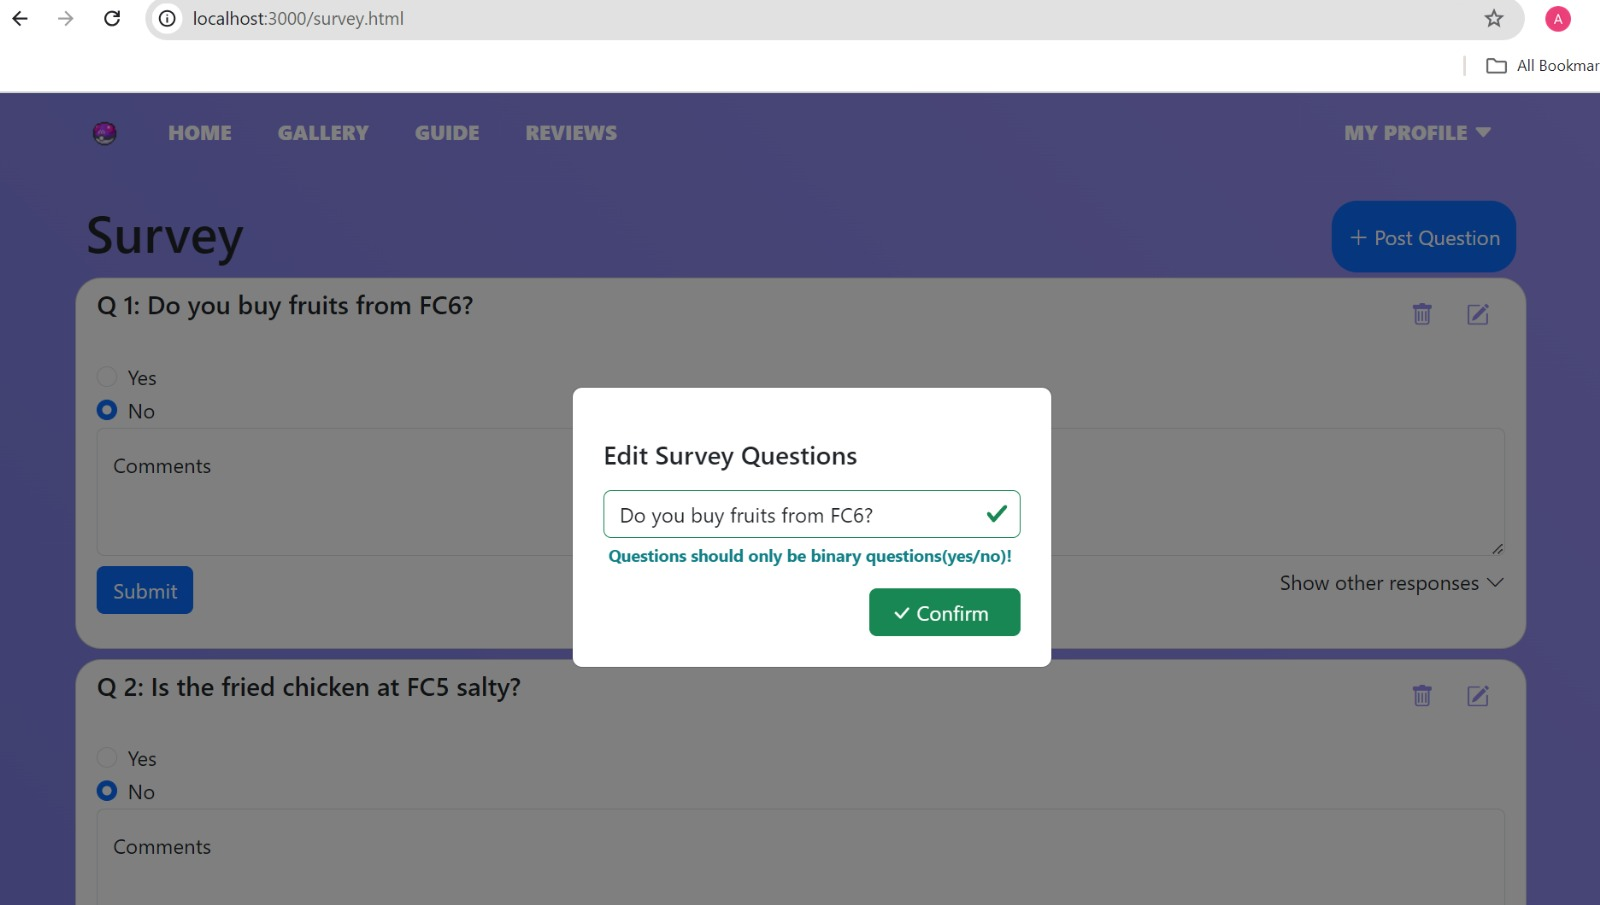 localhost:3000/survey.html
A
All Bookmar
HOME GALLERY GUIDE REVIEWS MY PROFILE
Survey
+ Post Question
Q 1: Do you buy fruits from FC6?
Yes
No
Comments
Submit
Show other responses
Edit Survey Questions
Do you buy fruits from FC6?
Questions should only be binary questions(yes/no)!
Confirm
Q 2: Is the fried chicken at FC5 salty?
Yes
No
Comments